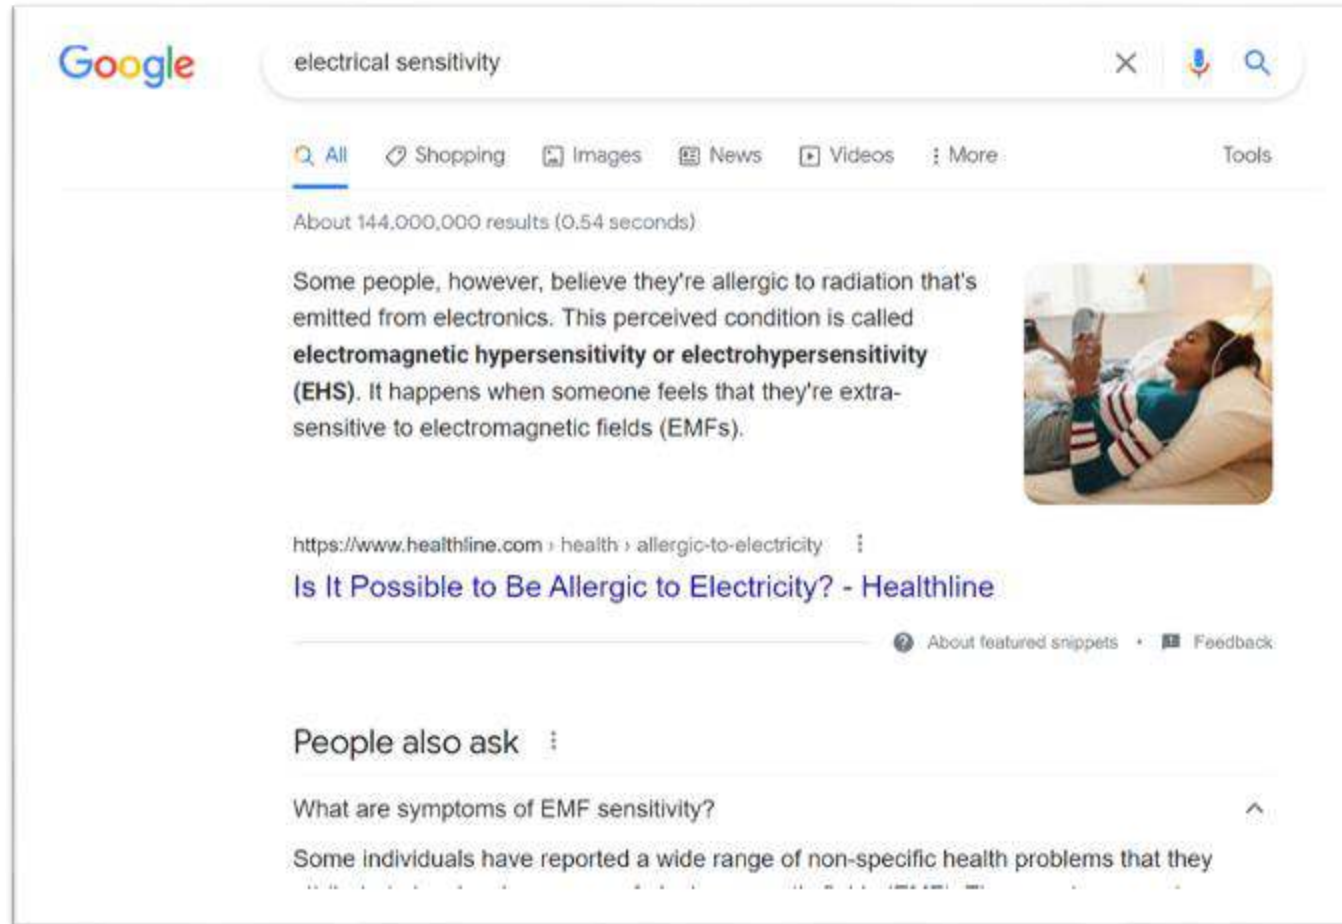 Google
electrical sensitivity
All Shopping Images News Videos More Tools
About 144,000,000 results (0.54 seconds)
Some people, however, believe they're allergic to radiation that's
emitted from electronics. This perceived condition is called
electromagnetic hypersensitivity or electrohypersensitivity
(EHS). It happens when someone feels that they're extra-
sensitive to electromagnetic fields (EMFs).
https://www.healthline.com › health › allergic-to-electricity
Is It Possible to Be Allergic to Electricity? - Healthline
About featured snippets • Feedback
People also ask
What are symptoms of EMF sensitivity?
Some individuals have reported a wide range of non-specific health problems that they